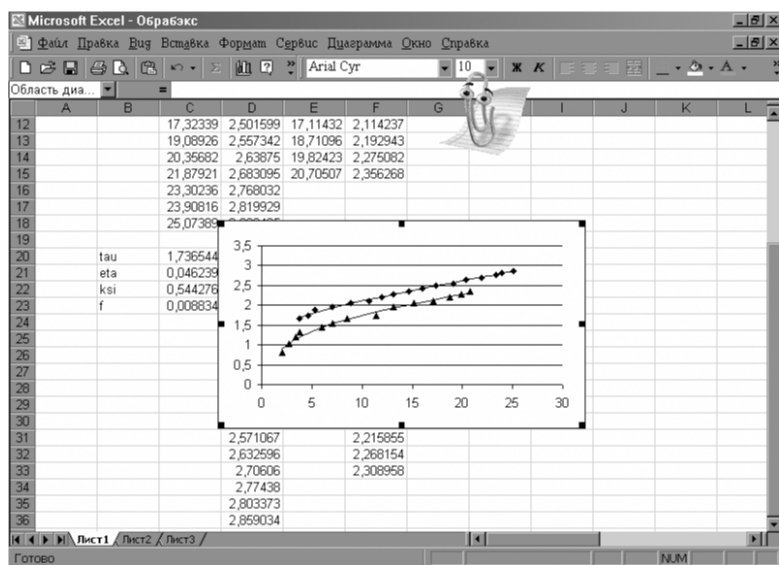 Microsoft Excel - Обрабэкс
Файл Правка Вид Вставка Формат Сервис Диаграмма Окно Справка
Arial Cyr 10 Ж К
Область диа... =
A B C D E F G H I J K L
12 17,32339 2,501599 17,11432 2,114237
13 19,08926 2,557342 18,71096 2,192943
14 20,35682 2,63875 19,82423 2,275082
15 21,87921 2,683095 20,70507 2,356268
16 23,30236 2,768032
17 23,90816 2,819929
18 25,07389
19
20 tau 1,736544
21 eta 0,046239
22 ksi 0,544276
23 f 0,008834
24
25
26
27
28
29
30
3,5
3
2,5
2
1,5
1
0,5
0
0 5 10 15 20 25 30
31 2,571067 2,215855
32 2,632596 2,268154
33 2,70606 2,308958
34 2,77438
35 2,803373
36 2,859034
Лист1 Лист2 Лист3
Готово NUM